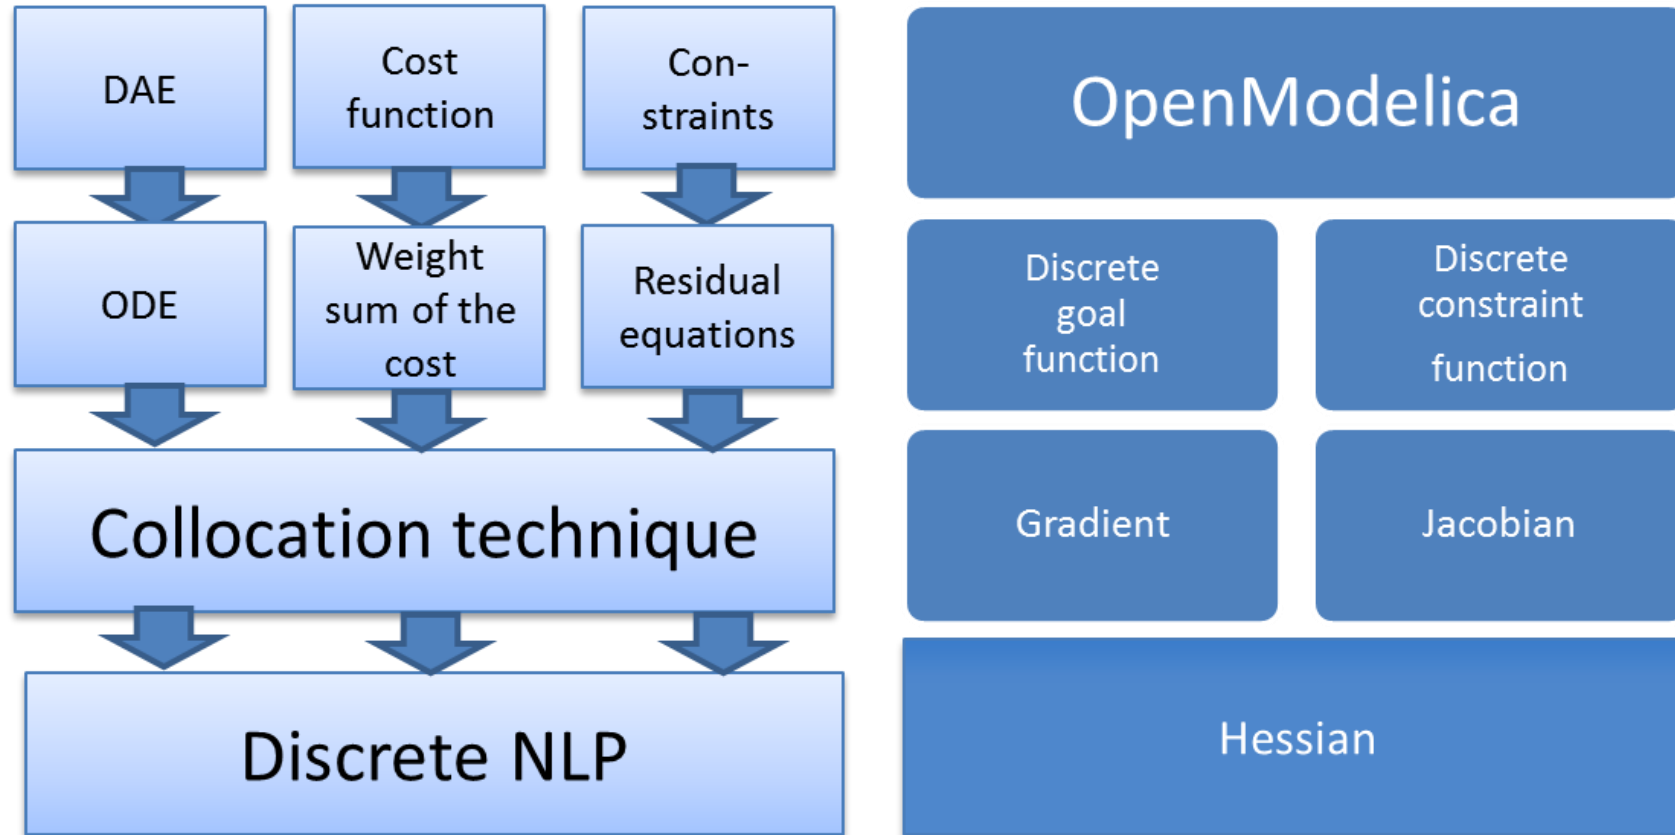 DAE
Cost
function
Con-
straints
ODE
Weight
sum of the
cost
Residual
equations
Collocation technique
Discrete NLP
OpenModelica
Discrete
goal
function
Discrete
constraint
function
Gradient
Jacobian
Hessian